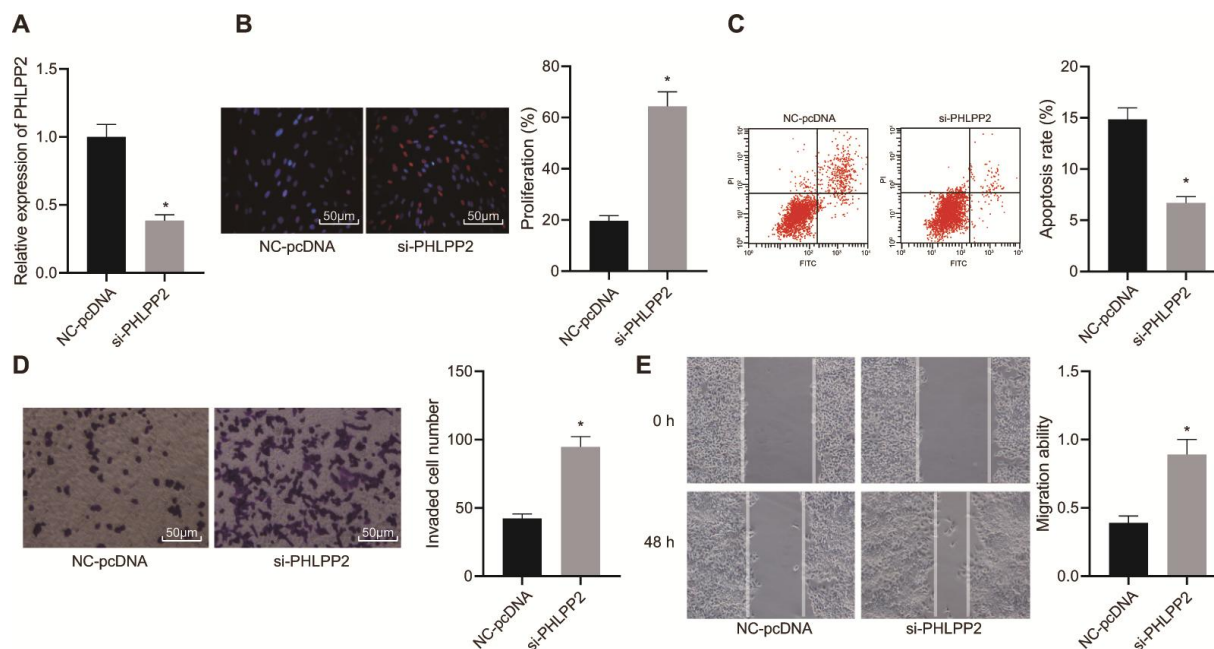 A
Relative expression of PHLPP2
1.5
1.0
0.5
0.0
*
NC-pcDNA
si-PHLPP2
B
50μm
50μm
NC-pcDNA
si-PHLPP2
Proliferation (%)
80
60
40
20
0
*
NC-pcDNA
si-PHLPP2
C
NC-pcDNA
si-PHLPP2
PI
FITC
PI
FITC
Apoptosis rate (%)
20
15
10
5
0
*
NC-pcDNA
si-PHLPP2
D
50μm
50μm
NC-pcDNA
si-PHLPP2
Invaded cell number
150
100
50
0
*
NC-pcDNA
si-PHLPP2
E
0 h
48 h
NC-pcDNA
si-PHLPP2
Migration ability
1.5
1.0
0.5
0.0
*
NC-pcDNA
si-PHLPP2